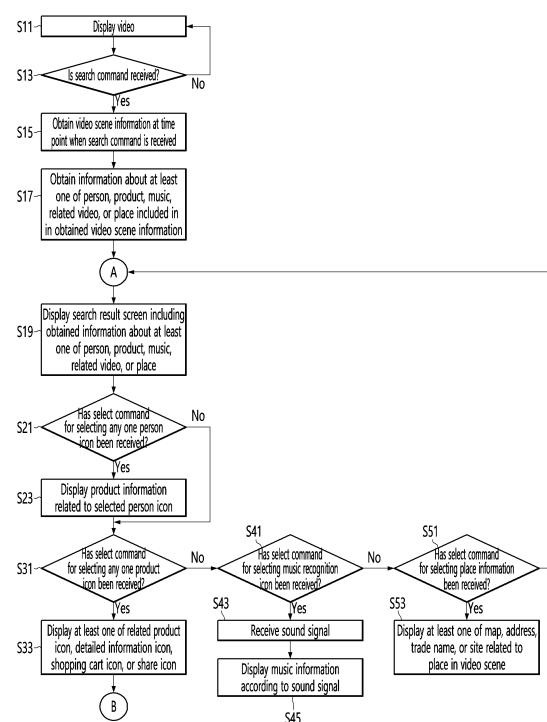 S11
Display video
S13
Is search command received?
No
Yes
S15
Obtain video scene information at time
point when search command is received
S17
Obtain information about at least
one of person, product, music,
related video, or place included in
in obtained video scene information
A
S19
Display search result screen including
obtained information about at least
one of person, product, music,
related video, or place
S21
Has select command
for selecting any one person
icon been received?
No
Yes
S23
Display product information
related to selected person icon
S31
Has select command
for selecting any one product
icon been received?
No
Yes
S33
Display at least one of related product
icon, detailed information icon,
shopping cart icon, or share icon
B
S41
Has select command
for selecting music recognition
icon been received?
No
Yes
S43
Receive sound signal
Display music information
according to sound signal
S45
S51
Has select command
for selecting place information
been received?
Yes
S53
Display at least one of map, address,
trade name, or site related to
place in video scene